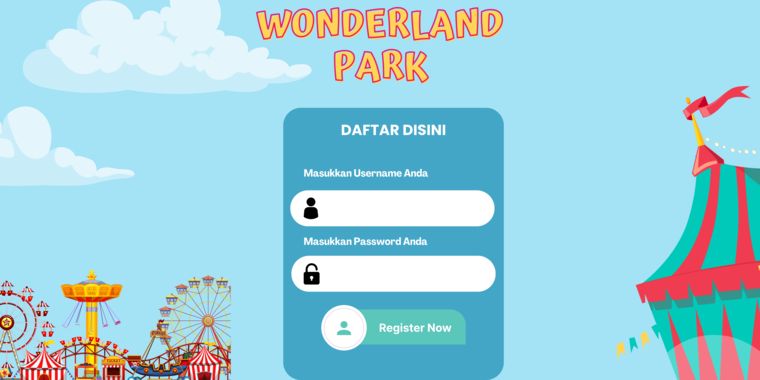 WONDERLAND
PARK
DAFTAR DISINI
Masukkan Username Anda
Masukkan Password Anda
Register Now